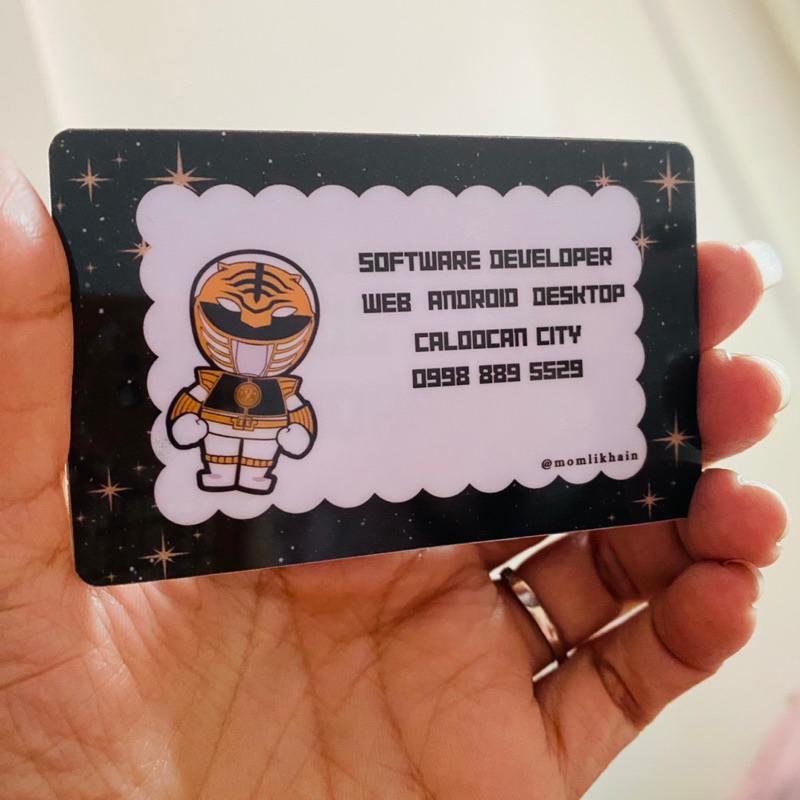 SOFTWARE DEVELOPER
WEB ANDROID DESKTOP
CALOOCAN CITY
0998 889 5529
@momlikhain